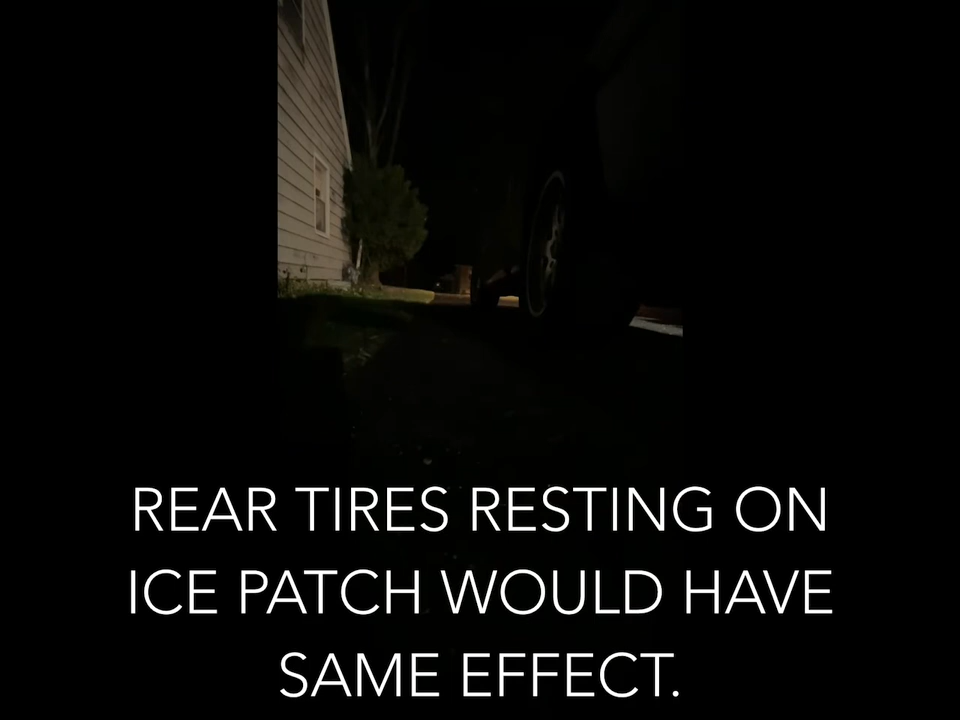 REAR TIRES RESTING ON
ICE PATCH WOULD HAVE
SAME EFFECT.